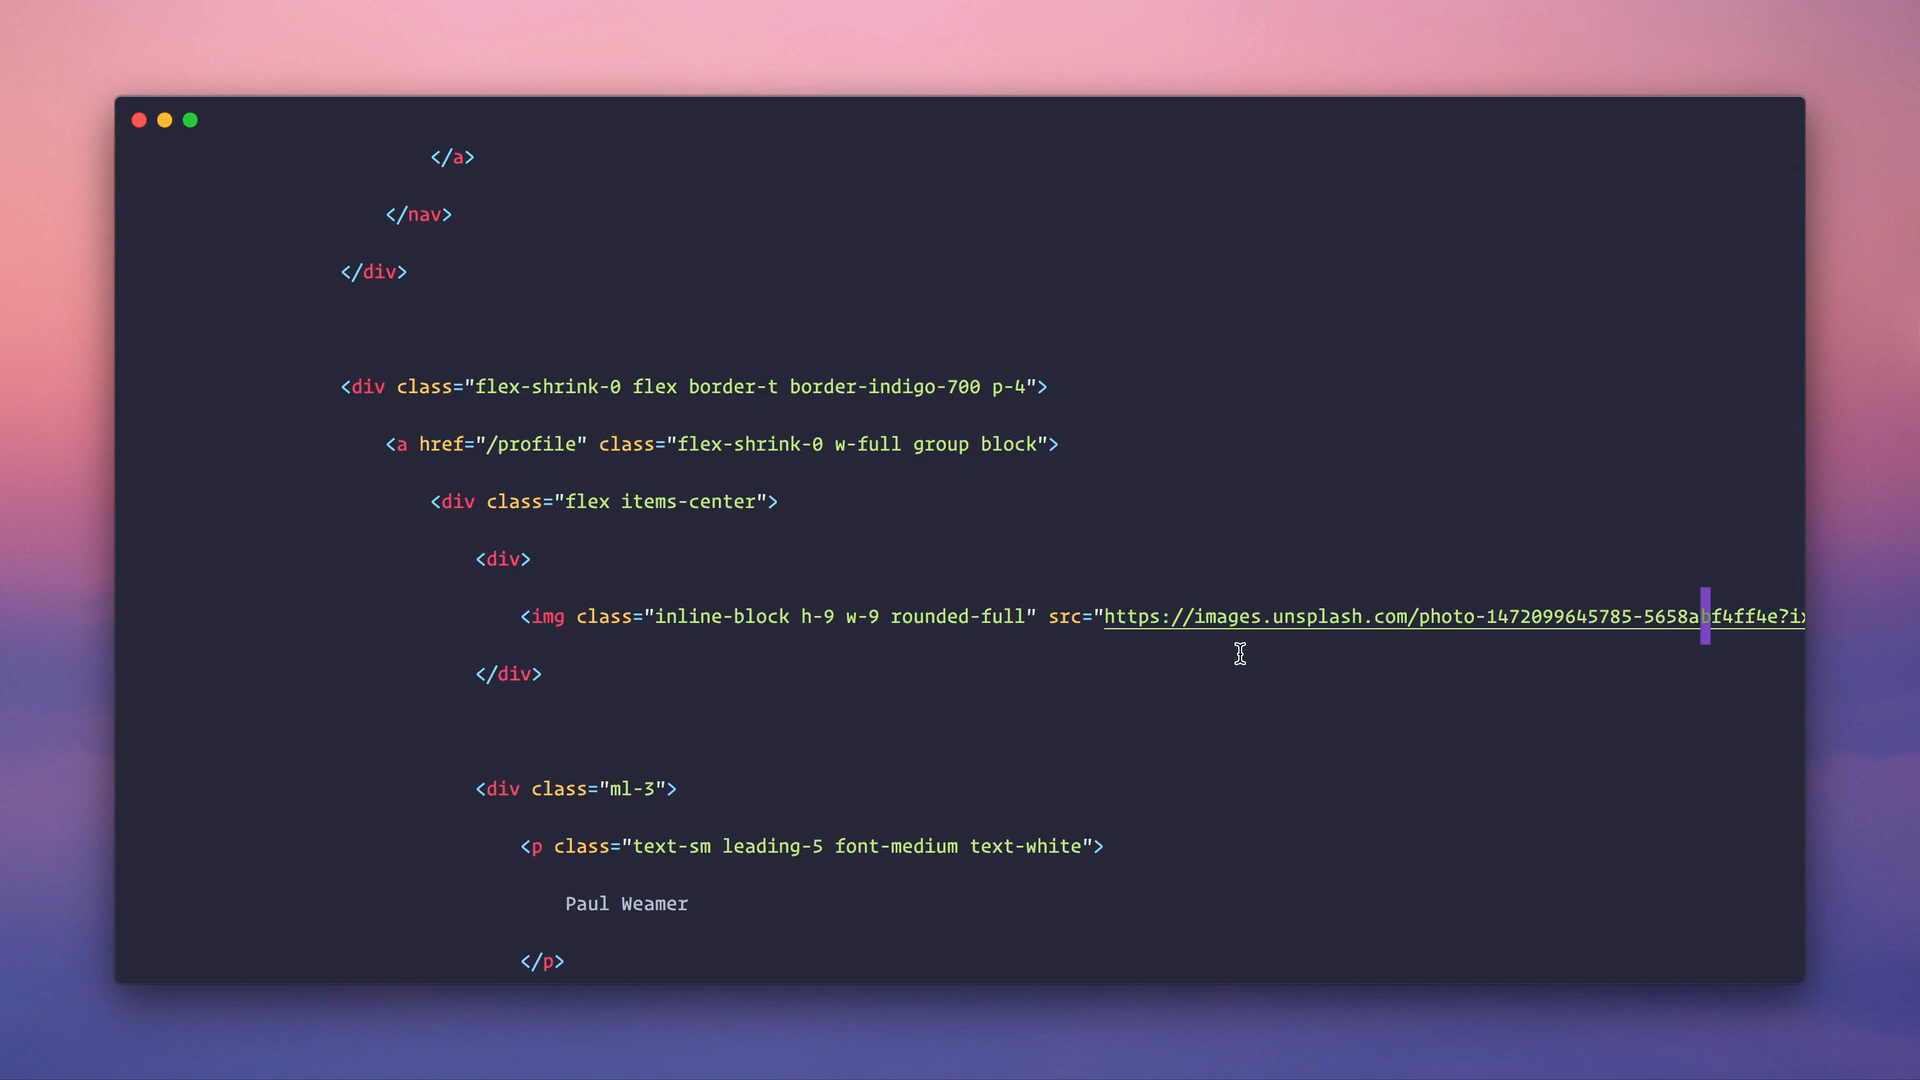 </a>
</nav>
</div>
<div class="flex-shrink-0 flex border-t border-indigo-700 p-4">
<a href="/profile" class="flex-shrink-0 w-full group block">
<div class="flex items-center">
<div>
<img class="inline-block h-9 w-9 rounded-full" src="https://images.unsplash.com/photo-1472099645785-5658abf4ff4e?ix
</div>
<div class="ml-3">
<p class="text-sm leading-5 font-medium text-white">
Paul Weamer
</p>